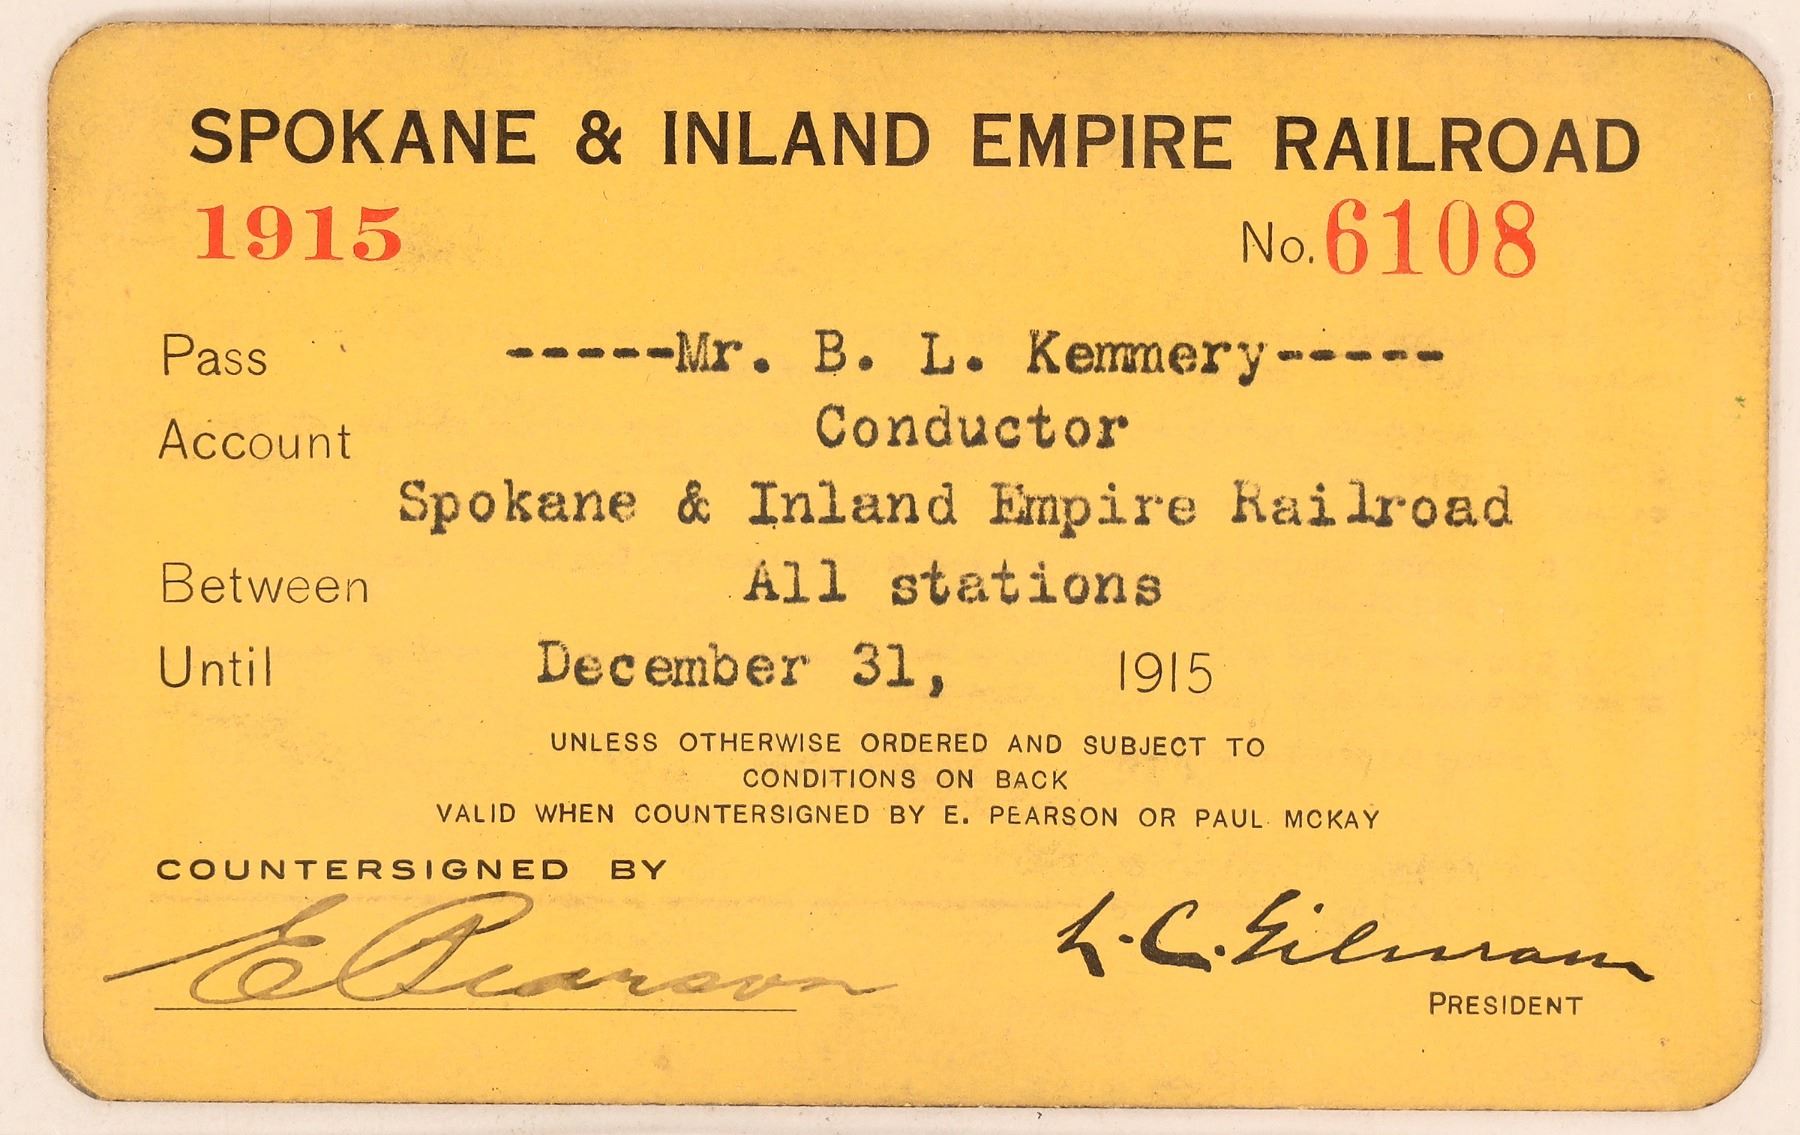 SPOKANE & INLAND EMPIRE RAILROAD
1915 No. 6108
Pass -----Mr. B. L. Kemmery-----
Account Conductor
Spokane & Inland Empire Railroad
Between All stations
Until December 31, 1915
UNLESS OTHERWISE ORDERED AND SUBJECT TO
CONDITIONS ON BACK
VALID WHEN COUNTERSIGNED BY E. PEARSON OR PAUL MCKAY
COUNTERSIGNED BY
E Pearson L. C. Gilman
PRESIDENT